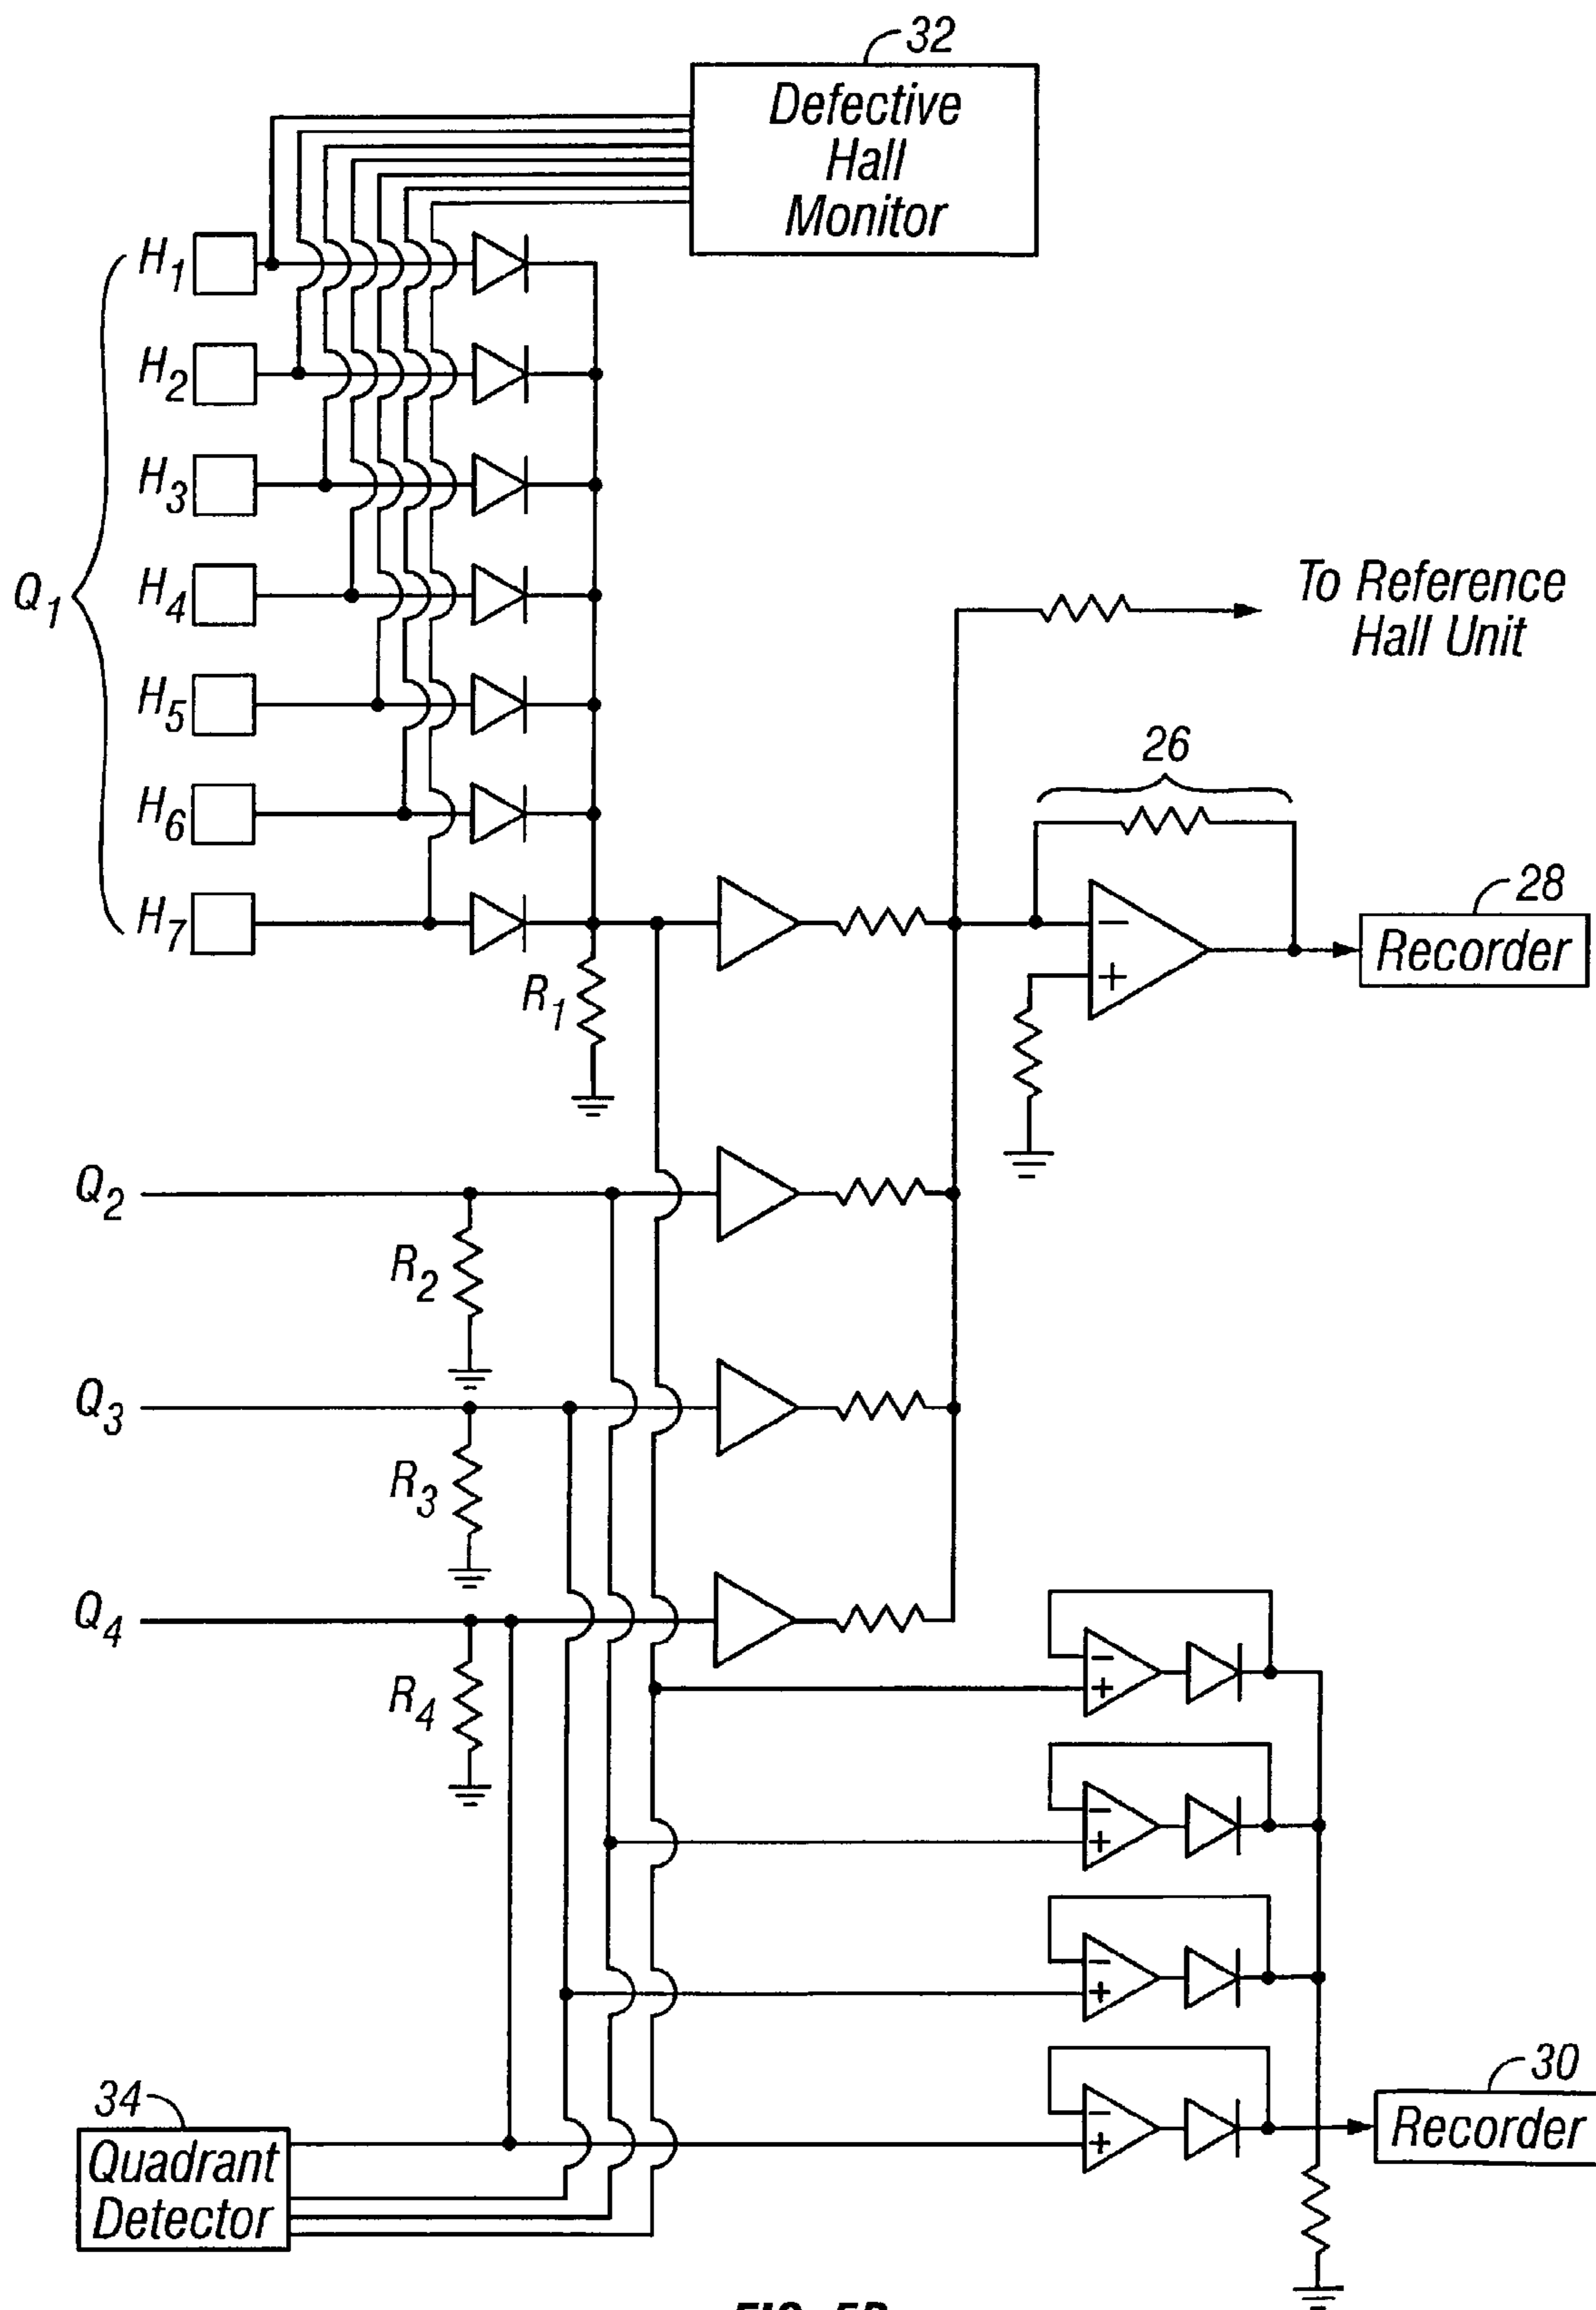 32
Defective
Hall
Monitor
H1
H2
H3
H4
H5
H6
H7
Q1
To Reference
Hall Unit
26
28
Recorder
−
+
R1
Q2
R2
Q3
R3
Q4
R4
−
+
−
+
−
+
−
+
34
Quadrant
Detector
30
Recorder